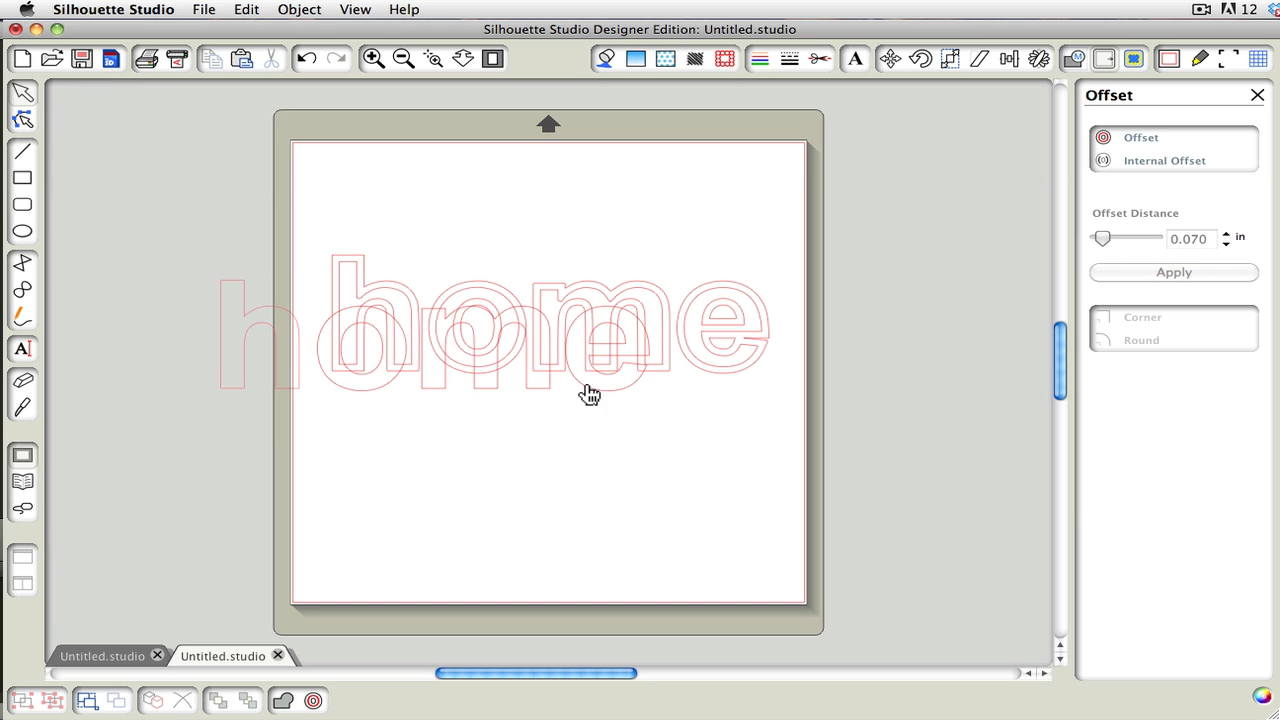 Silhouette Studio File Edit Object View Help 12
Silhouette Studio Designer Edition: Untitled.studio
A
Offset
Offset
Internal Offset
Offset Distance
0.070 in
Apply
Corner
Round
home
home
A
Untitled.studio Untitled.studio